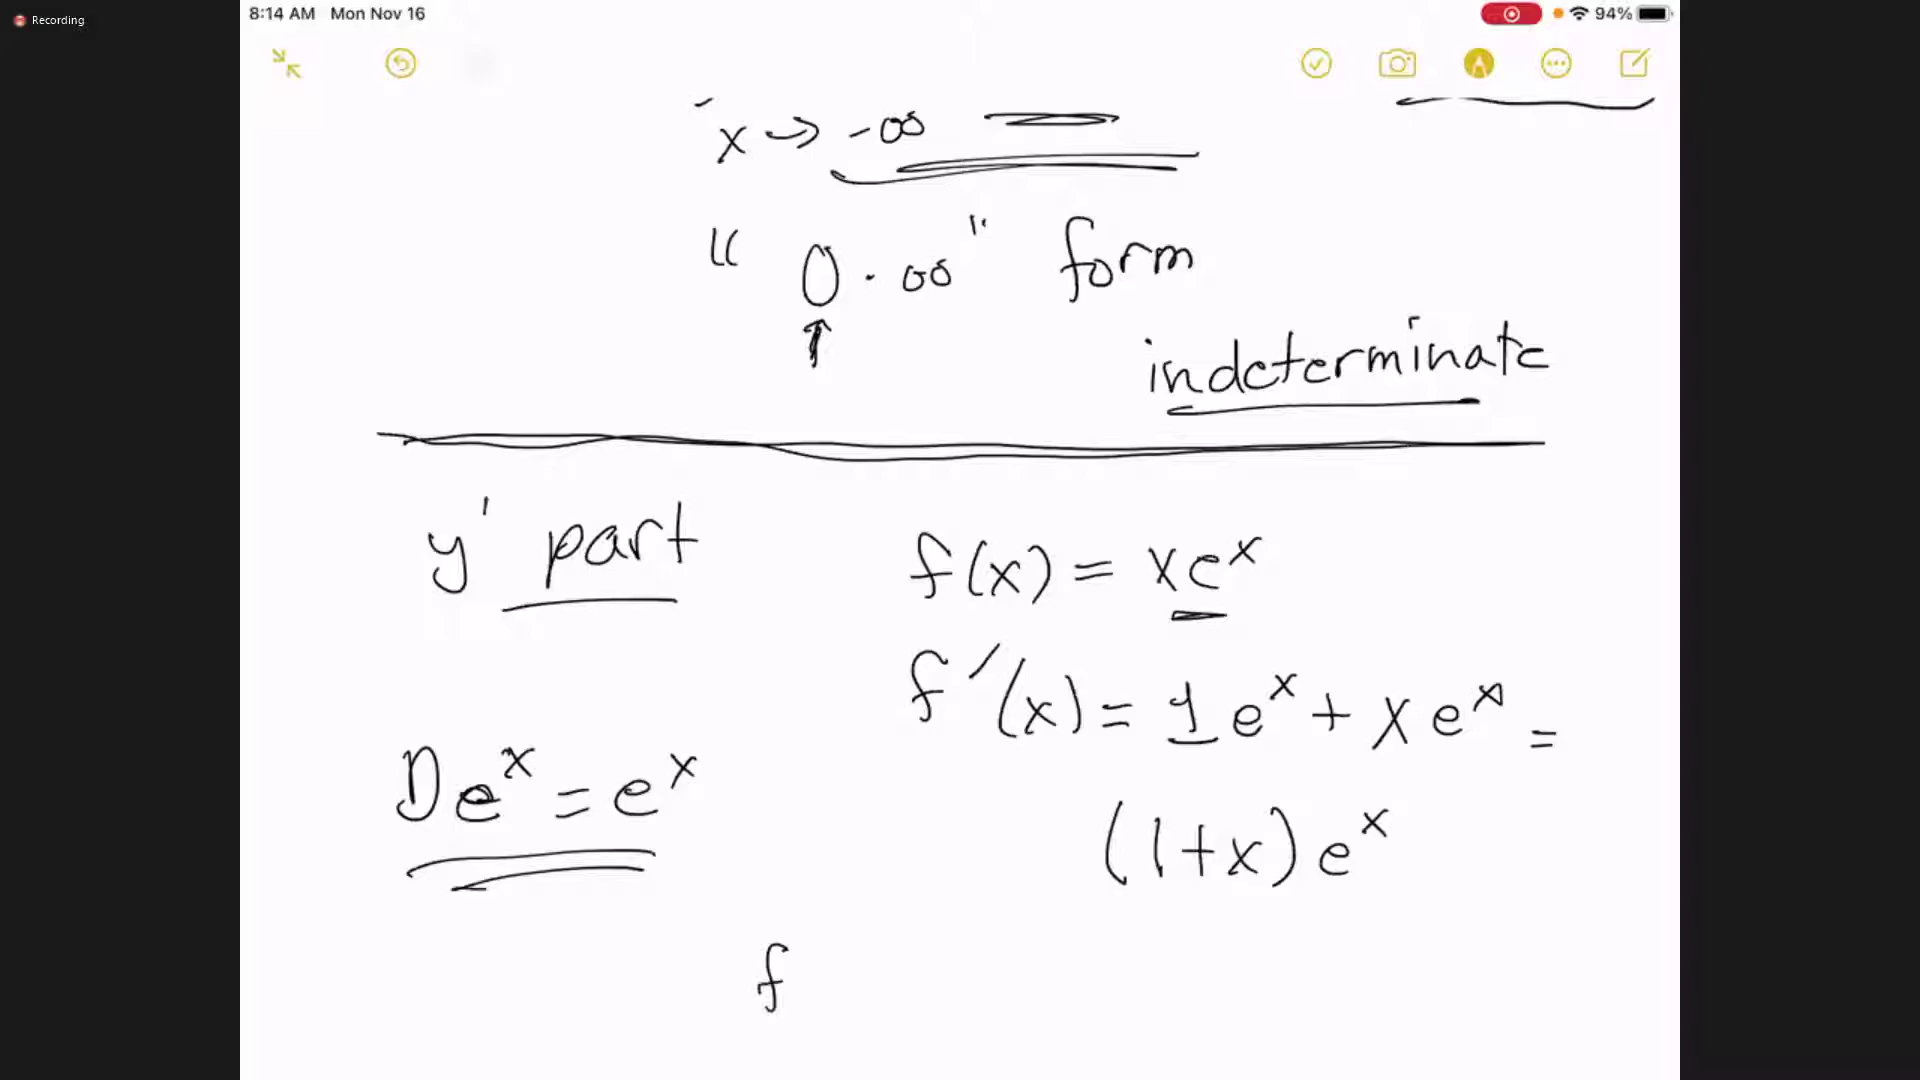 Recording
8:14 AM Mon Nov 16
94%
x → -∞
" 0 · ∞ " form
indeterminate
y' part
f(x) = xe^x
f'(x) = 1e^x + xe^x =
De^x = e^x
(1+x)e^x
f